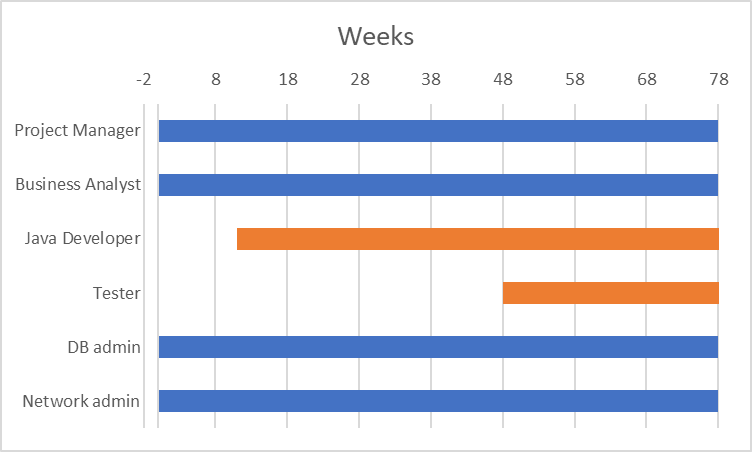 Weeks
-2 8 18 28 38 48 58 68 78
Project Manager
Business Analyst
Java Developer
Tester
DB admin
Network admin